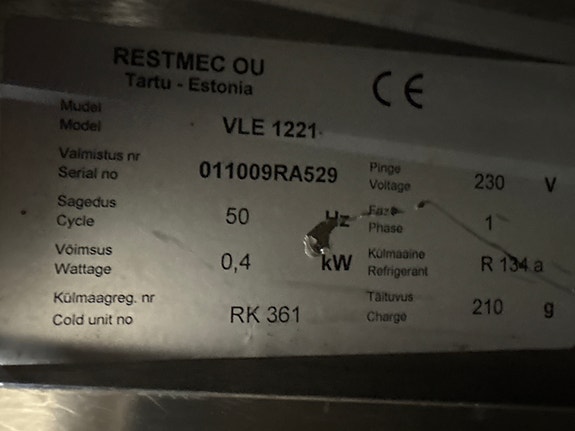 RESTMEC OU
Tartu - Estonia
CE
Mudel
Model
VLE 1221
Valmistus nr
Serial no
011009RA529
Pinge
Voltage
230 V
Sagedus
Cycle
50 Hz
Faas
Phase
1
Võimsus
Wattage
0,4 kW
Külmaaine
Refrigerant
R 134 a
Külmaagreg. nr
Cold unit no
RK 361
Täituvus
Charge
210 g